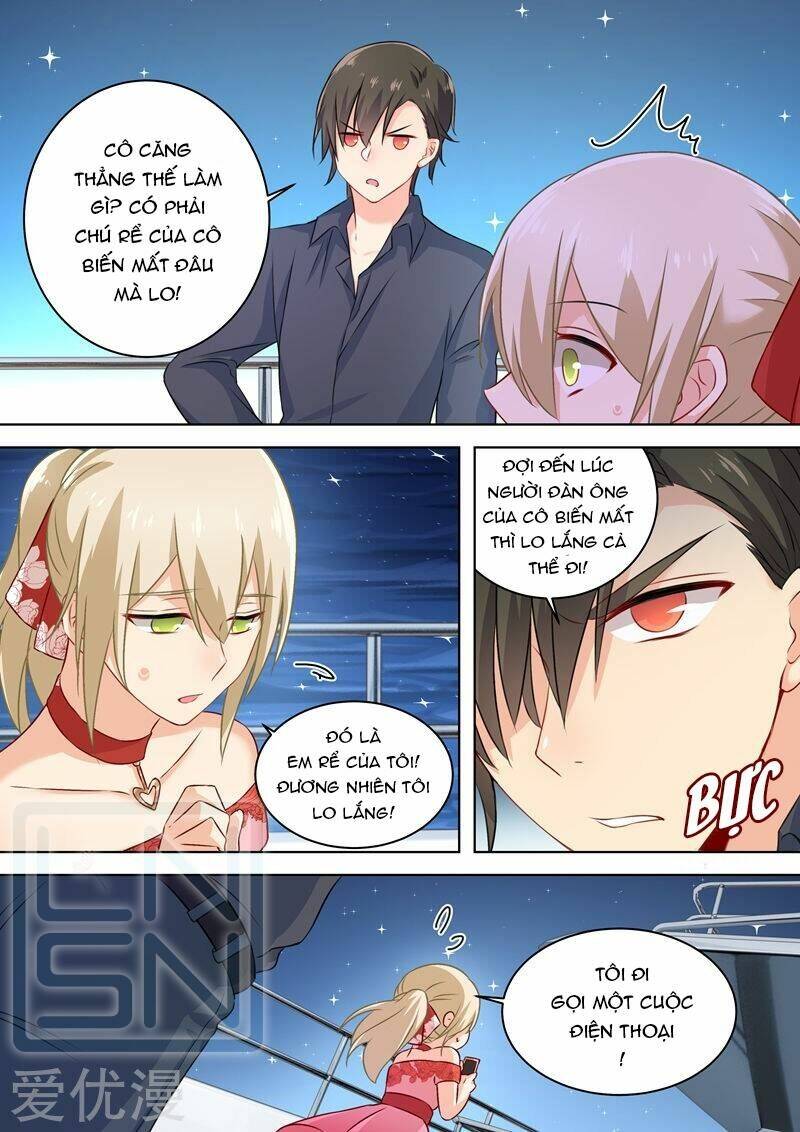 CÔ CĂNG
THẲNG THẾ LÀM
GÌ? CÓ PHẢI
CHÚ RỂ CỦA CÔ
BIẾN MẤT ĐÂU
MÀ LO!
ĐỢI ĐẾN LÚC
NGƯỜI ĐÀN ÔNG
CỦA CÔ BIẾN MẤT
THÌ LO LẮNG CẢ
THỂ ĐI!
ĐÓ LÀ
EM RỂ CỦA TÔI!
ĐƯƠNG NHIÊN TÔI
LO LẮNG!
BỰC
TÔI ĐI
GỌI MỘT CUỘC
ĐIỆN THOẠI
!
LN
SN
爱优漫